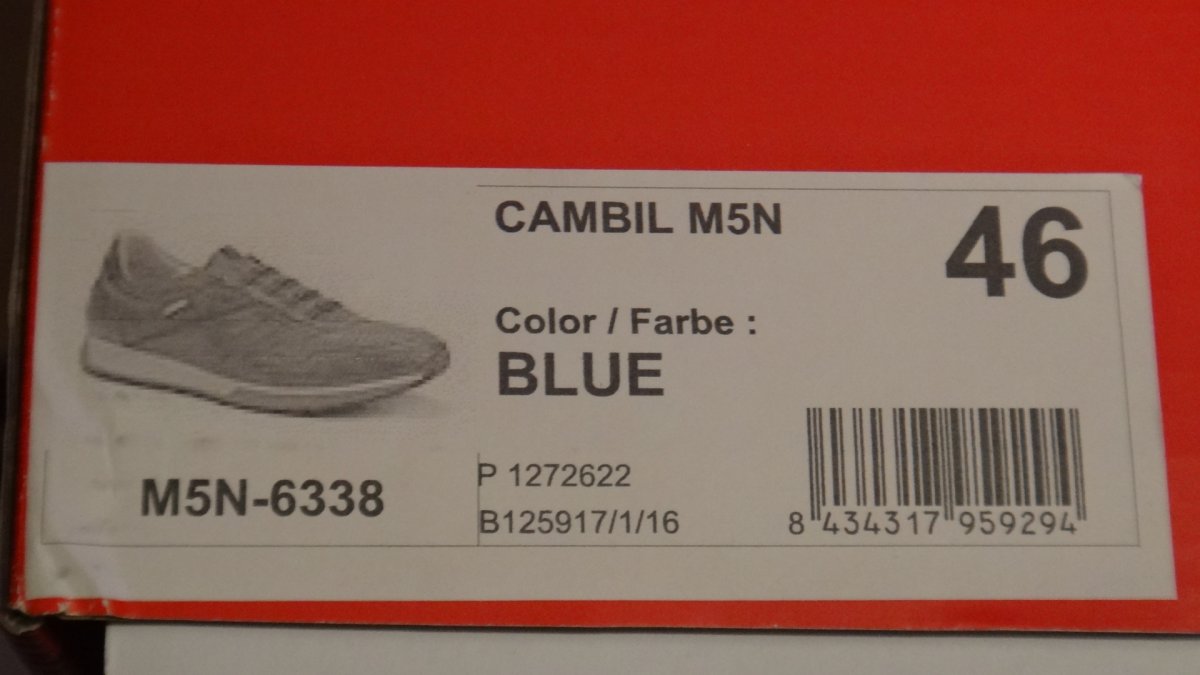 CAMBIL M5N
46
Color / Farbe :
BLUE
M5N-6338
P 1272622
B125917/1/16
8 434317 959294